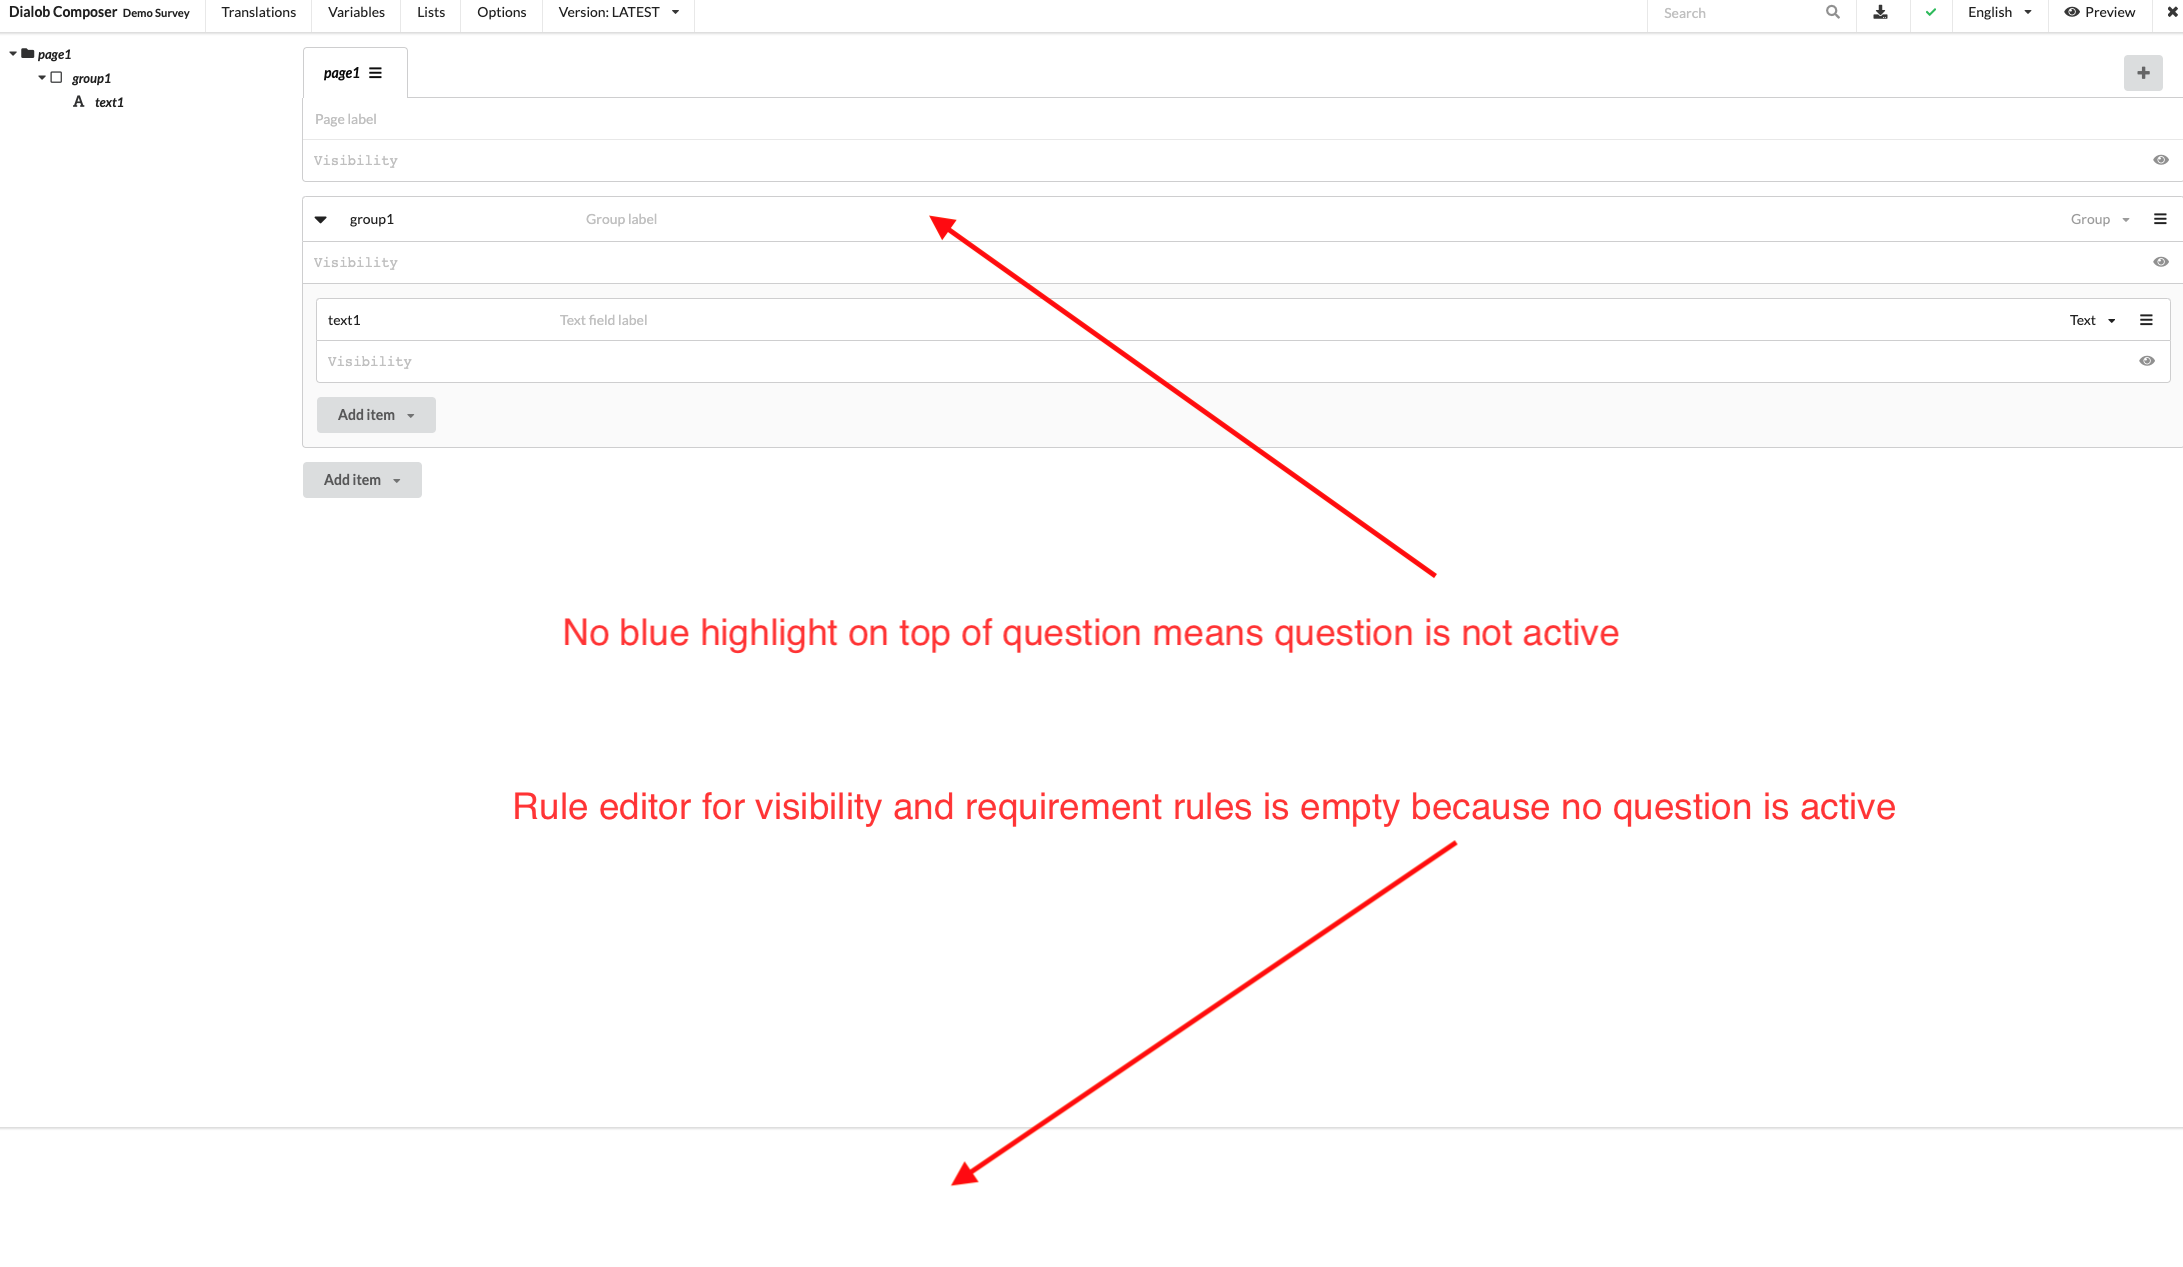 Dialob Composer Demo Survey Translations Variables Lists Options Version: LATEST Search English Preview
page1
group1
A text1
page1
Page label
Visibility
group1 Group label Group
Visibility
text1 Text field label Text
Visibility
Add item
Add item
No blue highlight on top of question means question is not active
Rule editor for visibility and requirement rules is empty because no question is active